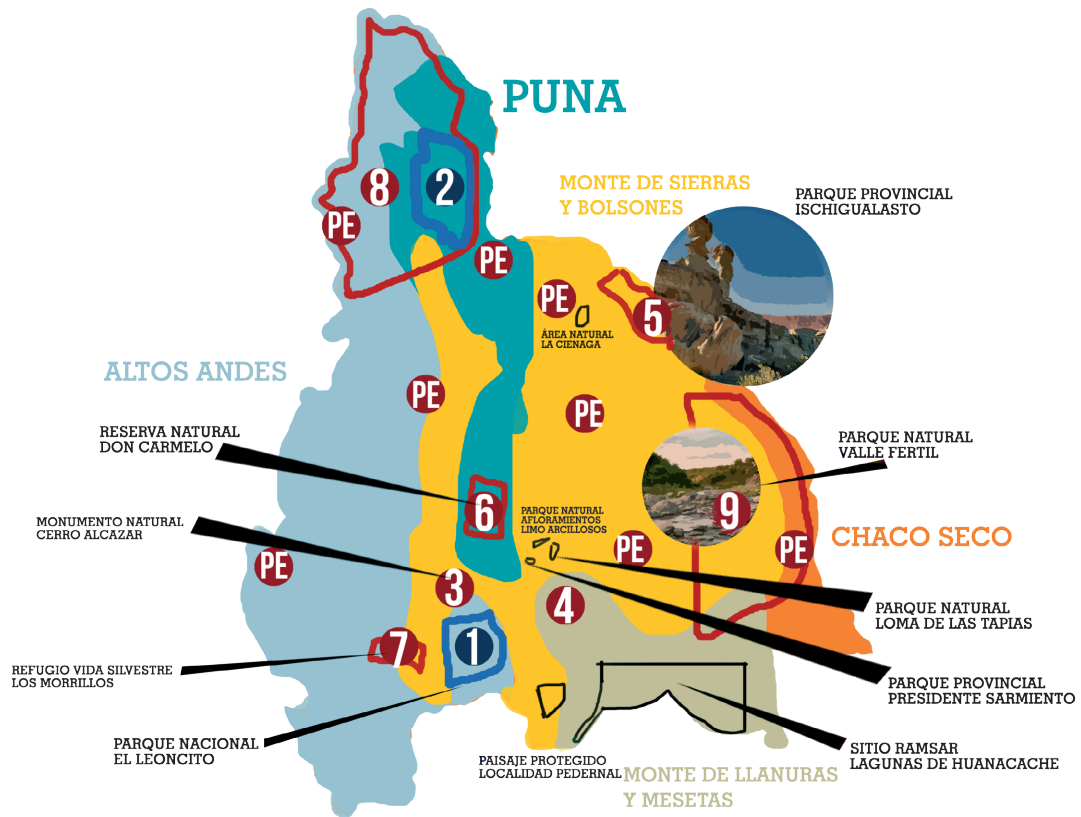 PUNA
MONTE DE SIERRAS
Y BOLSONES
PARQUE PROVINCIAL
ISCHIGUALASTO
8
2
PE
PE
PE
5
ÁREA NATURAL
LA CIENAGA
ALTOS ANDES
PE
PE
RESERVA NATURAL
DON CARMELO
PARQUE NATURAL
VALLE FERTIL
6
PARQUE NATURAL
AFLORAMIENTOS
LIMO ARCILLOSOS
9
MONUMENTO NATURAL
CERRO ALCAZAR
CHACO SECO
PE
PE
PE
3
4
PARQUE NATURAL
LOMA DE LAS TAPIAS
7
1
REFUGIO VIDA SILVESTRE
LOS MORRILLOS
PARQUE PROVINCIAL
PRESIDENTE SARMIENTO
PARQUE NACIONAL
EL LEONCITO
SITIO RAMSAR
LAGUNAS DE HUANACACHE
PAISAJE PROTEGIDO
LOCALIDAD PEDERNAL
MONTE DE LLANURAS
Y MESETAS